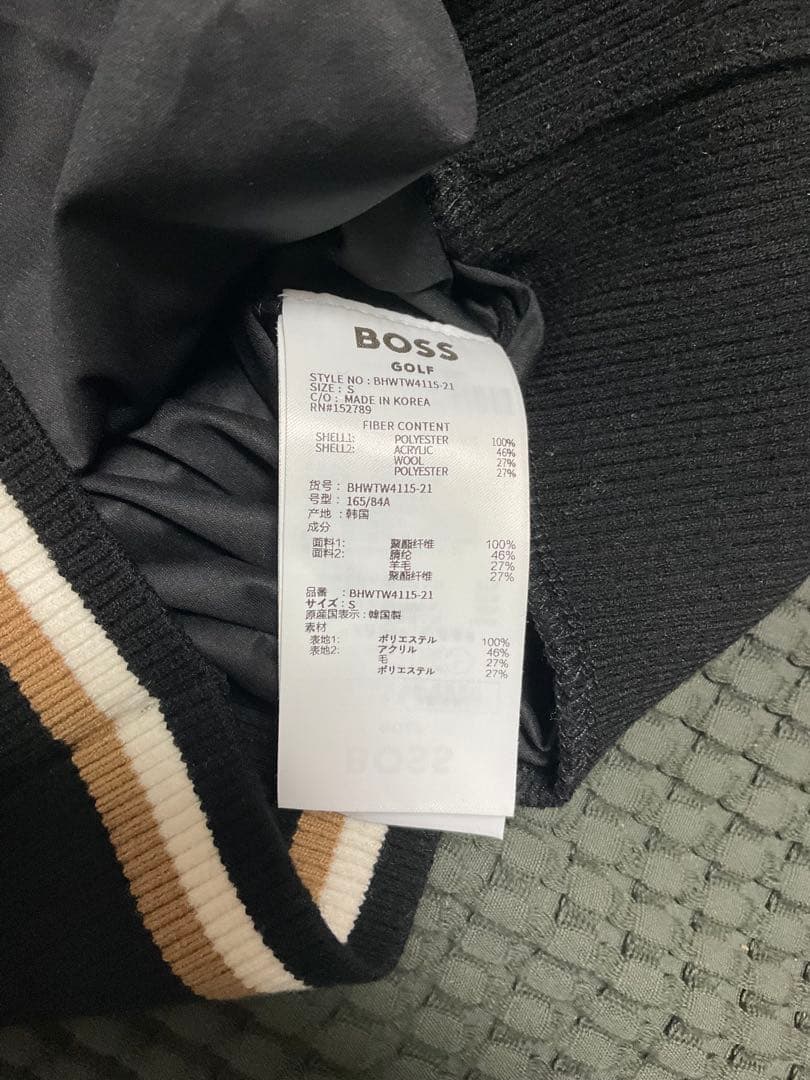 BOSS
GOLF
STYLE NO : BHWTW4115-21
SIZE : S
C/O : MADE IN KOREA
RN#152789
FIBER CONTENT
SHELL1: POLYESTER 100%
SHELL2: ACRYLIC 46%
WOOL 27%
POLYESTER 27%
货号 : BHWTW4115-21
号型 : 165/84A
产地 : 韩国
成分
面料1: 聚酯纤维 100%
面料2: 腈纶 46%
羊毛 27%
聚酯纤维 27%
品番 : BHWTW4115-21
サイズ : S
原産国表示 : 韓国製
素材
表地1: ポリエステル 100%
表地2: アクリル 46%
毛 27%
ポリエステル 27%